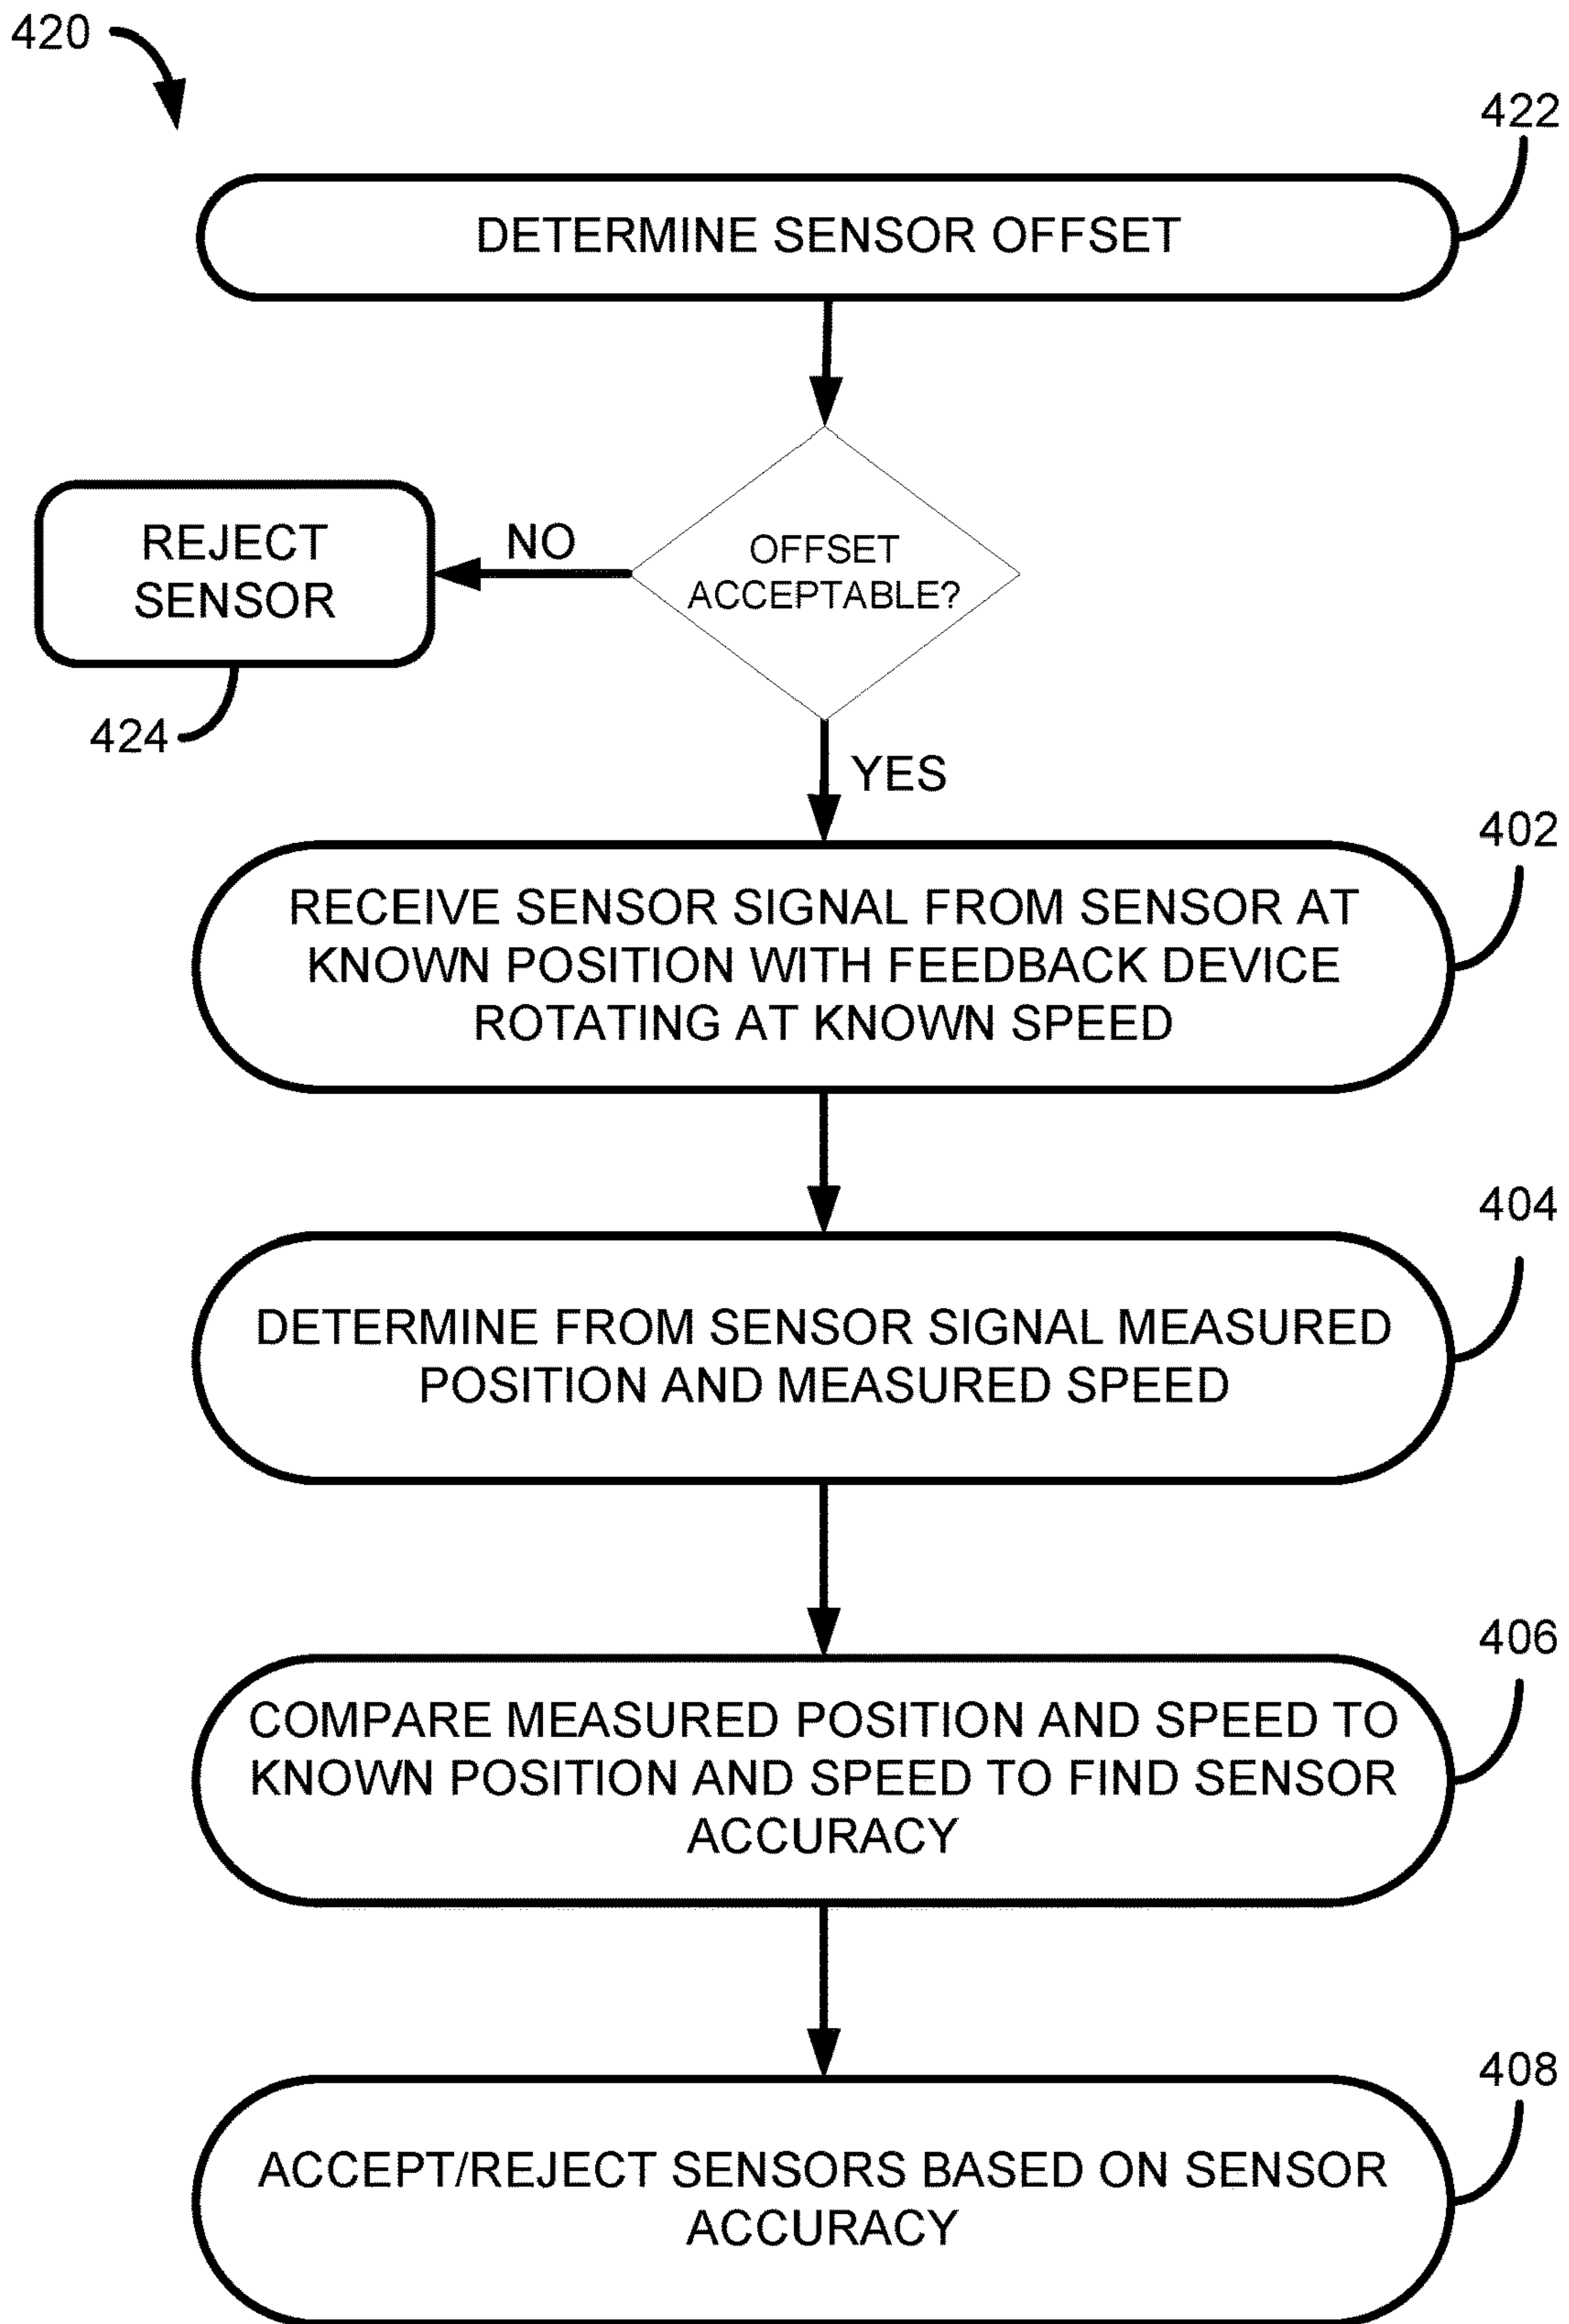 420
422
DETERMINE SENSOR OFFSET
REJECT
SENSOR
NO
OFFSET
ACCEPTABLE?
424
YES
402
RECEIVE SENSOR SIGNAL FROM SENSOR AT
KNOWN POSITION WITH FEEDBACK DEVICE
ROTATING AT KNOWN SPEED
404
DETERMINE FROM SENSOR SIGNAL MEASURED
POSITION AND MEASURED SPEED
406
COMPARE MEASURED POSITION AND SPEED TO
KNOWN POSITION AND SPEED TO FIND SENSOR
ACCURACY
408
ACCEPT/REJECT SENSORS BASED ON SENSOR
ACCURACY